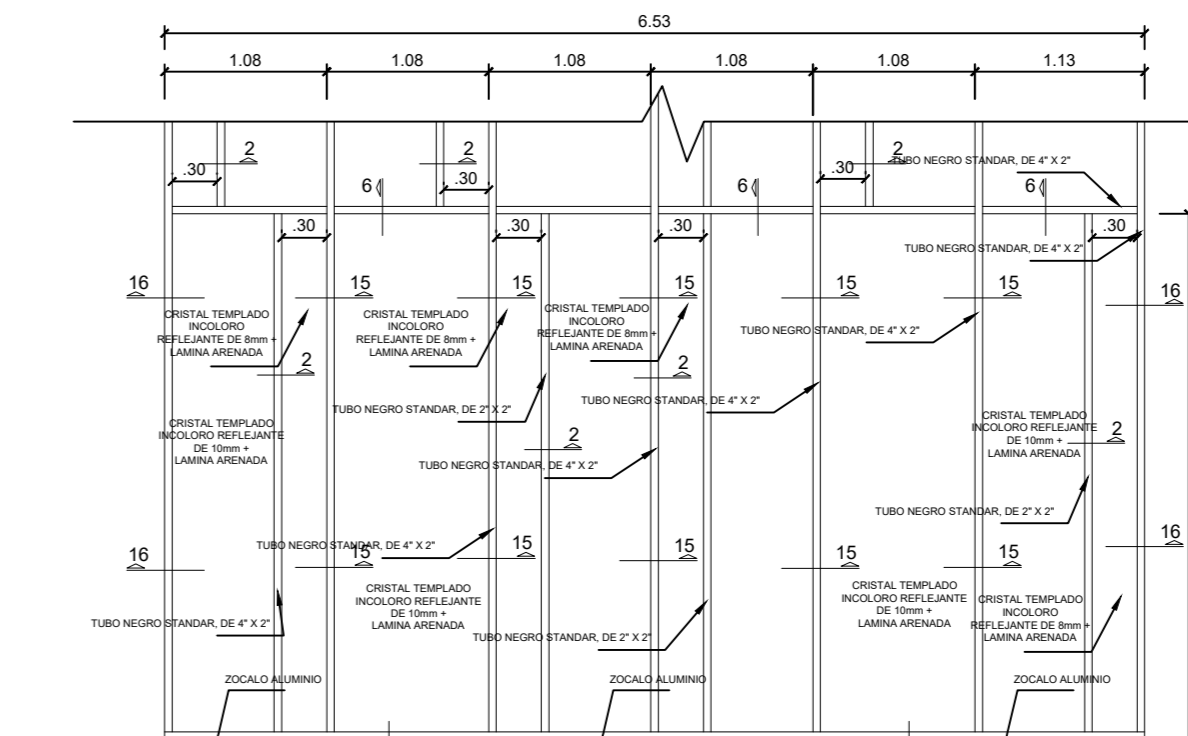 6.53
1.08
1.08
1.08
1.08
1.08
1.13
2
2
2
TUBO NEGRO STANDAR, DE 4" X 2"
.30
.30
.30
6
6
6
.30
.30
.30
.30
TUBO NEGRO STANDAR, DE 4" X 2"
16
15
15
15
15
15
16
CRISTAL TEMPLADO
INCOLORO
REFLEJANTE DE 8mm +
LAMINA ARENADA
CRISTAL TEMPLADO
INCOLORO
REFLEJANTE DE 8mm +
LAMINA ARENADA
CRISTAL TEMPLADO
INCOLORO
REFLEJANTE DE 8mm +
LAMINA ARENADA
TUBO NEGRO STANDAR, DE 4" X 2"
2
2
TUBO NEGRO STANDAR, DE 2" X 2"
TUBO NEGRO STANDAR, DE 4" X 2"
CRISTAL TEMPLADO
INCOLORO REFLEJANTE
DE 10mm +
LAMINA ARENADA
CRISTAL TEMPLADO
INCOLORO REFLEJANTE
DE 10mm +
LAMINA ARENADA
2
2
TUBO NEGRO STANDAR, DE 4" X 2"
TUBO NEGRO STANDAR, DE 2" X 2"
TUBO NEGRO STANDAR, DE 4" X 2"
16
15
15
15
15
15
16
CRISTAL TEMPLADO
INCOLORO REFLEJANTE
DE 10mm +
LAMINA ARENADA
CRISTAL TEMPLADO
INCOLORO REFLEJANTE
DE 10mm +
LAMINA ARENADA
CRISTAL TEMPLADO
INCOLORO
REFLEJANTE DE 8mm +
LAMINA ARENADA
TUBO NEGRO STANDAR, DE 4" X 2"
TUBO NEGRO STANDAR, DE 2" X 2"
ZOCALO ALUMINIO
ZOCALO ALUMINIO
ZOCALO ALUMINIO